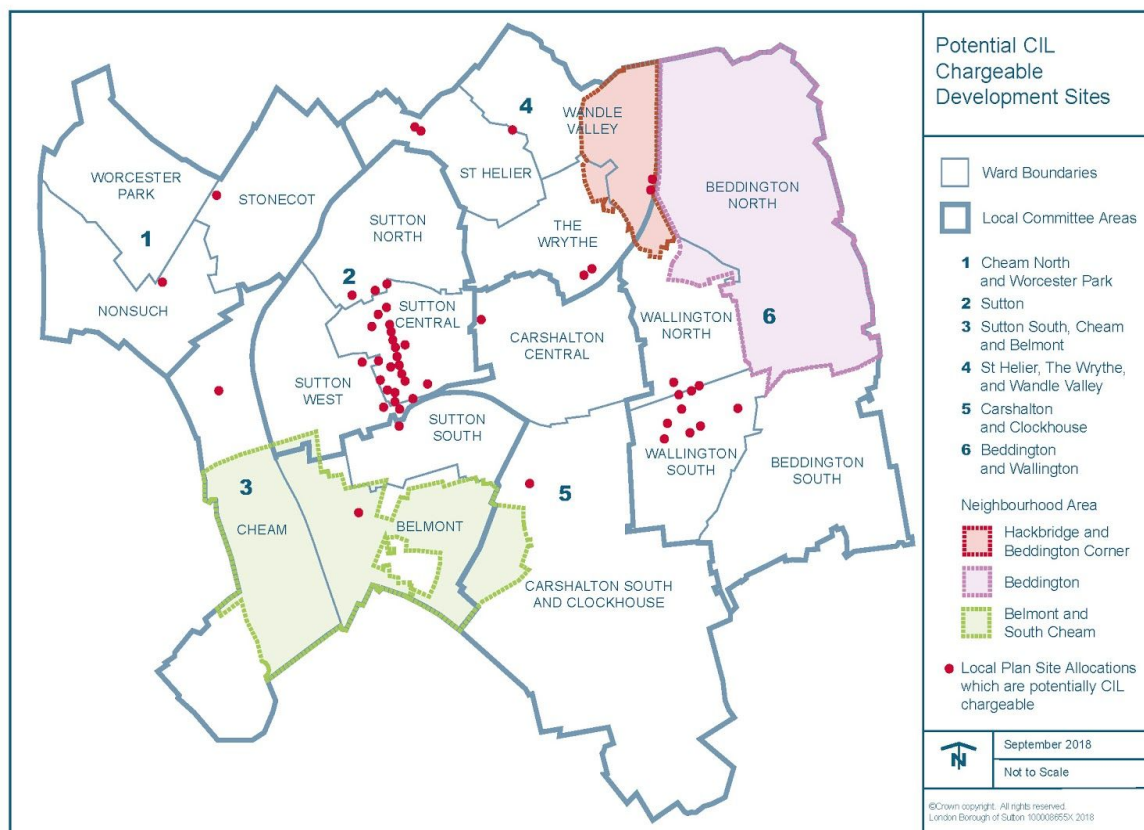 Potential CIL
Chargeable
Development Sites
Ward Boundaries
Local Committee Areas
1 Cheam North
and Worcester Park
2 Sutton
3 Sutton South, Cheam
and Belmont
4 St Helier, The Wrythe,
and Wandle Valley
5 Carshalton
and Clockhouse
6 Beddington
and Wallington
Neighbourhood Area
Hackbridge and
Beddington Corner
Beddington
Belmont and
South Cheam
Local Plan Site Allocations
which are potentially CIL
chargeable
N
September 2018
Not to Scale
©Crown copyright. All rights reserved.
London Borough of Sutton 100008655X 2018
4
WANDLE
VALLEY
WORCESTER
PARK
STONECOT
ST HELIER
BEDDINGTON
NORTH
SUTTON
NORTH
THE
WRYTHE
1
2
NONSUCH
SUTTON
CENTRAL
CARSHALTON
CENTRAL
WALLINGTON
NORTH
6
SUTTON
WEST
SUTTON
SOUTH
WALLINGTON
SOUTH
BEDDINGTON
SOUTH
3
CHEAM
5
BELMONT
CARSHALTON SOUTH
AND CLOCKHOUSE